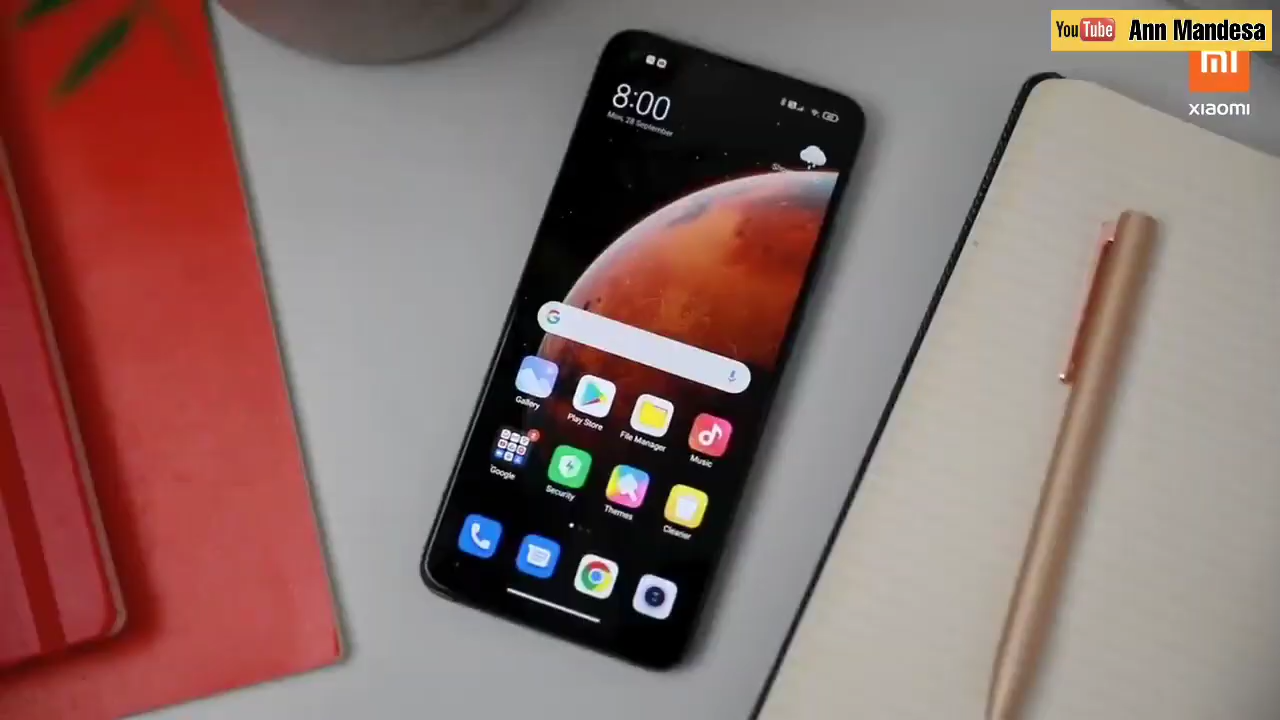 YouTube Ann Mandesa
mi
xiaomi
8:00
Mon, 28 September
Gallery
Play Store
File Manager
Music
Google
Security
Themes
Cleaner